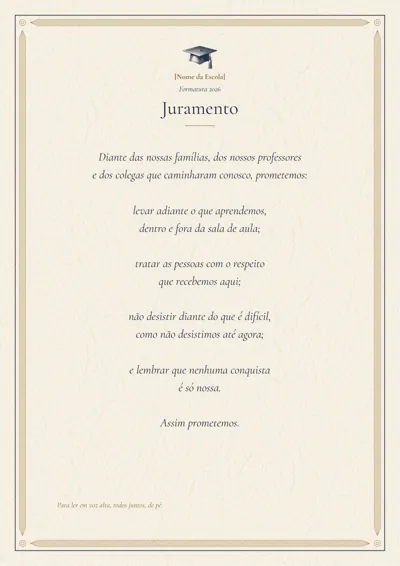 [Nome da Escola]
Formatura 2026
Juramento
Diante das nossas famílias, dos nossos professores
e dos colegas que caminharam conosco, prometemos:
levar adiante o que aprendemos,
dentro e fora da sala de aula;
tratar as pessoas com o respeito
que recebemos aqui;
não desistir diante do que é difícil,
como não desistimos até agora;
e lembrar que nenhuma conquista
é só nossa.
Assim prometemos.
Para ler em voz alta, todos juntos, de pé.